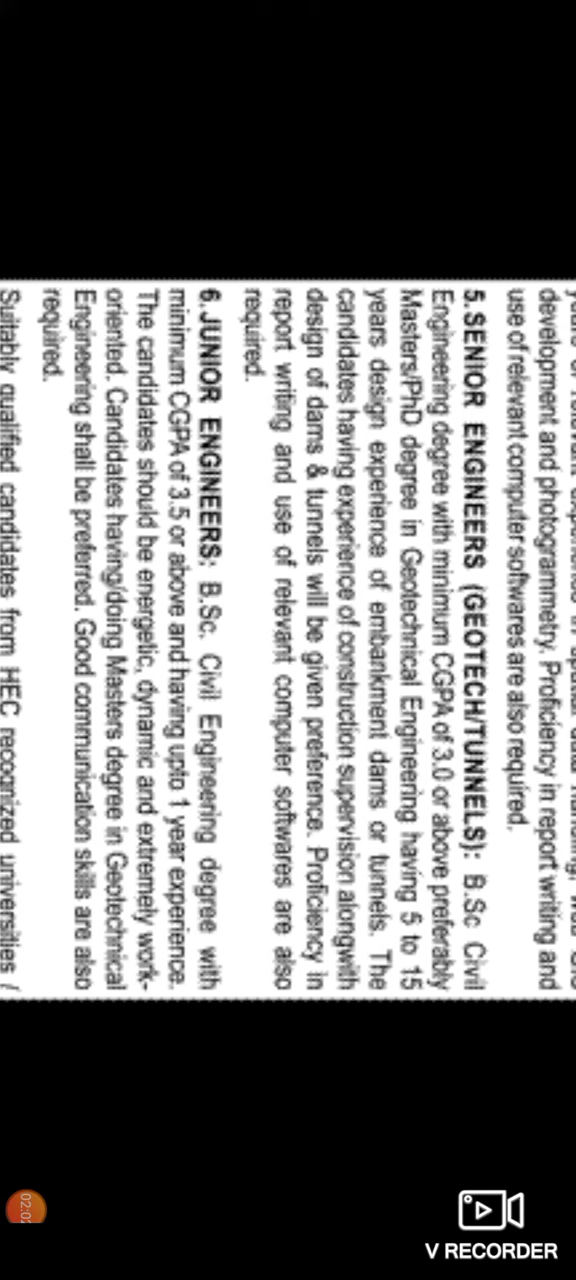 development and photogrammetry. Proficiency in report writing and
use of relevant computer softwares are also required.
5.SENIOR ENGINEERS (GEOTECH/TUNNELS): B.Sc Civil
Engineering degree with minimum CGPA of 3.0 or above preferably
Masters/PhD degree in Geotechnical Engineering having 5 to 15
years design experience of embankment dams or tunnels. The
candidates having experience of construction supervision alongwith
design of dams & tunnels will be given preference. Proficiency in
report writing and use of relevant computer softwares are also
required.
6.JUNIOR ENGINEERS: B.Sc. Civil Engineering degree with
minimum CGPA of 3.5 or above and having upto 1 year experience.
The candidates should be energetic, dynamic and extremely work-
oriented. Candidates having/doing Masters degree in Geotechnical
Engineering shall be preferred. Good communication skills are also
required.
Suitably qualified candidates from HEC recognized universities /
02:02
V RECORDER